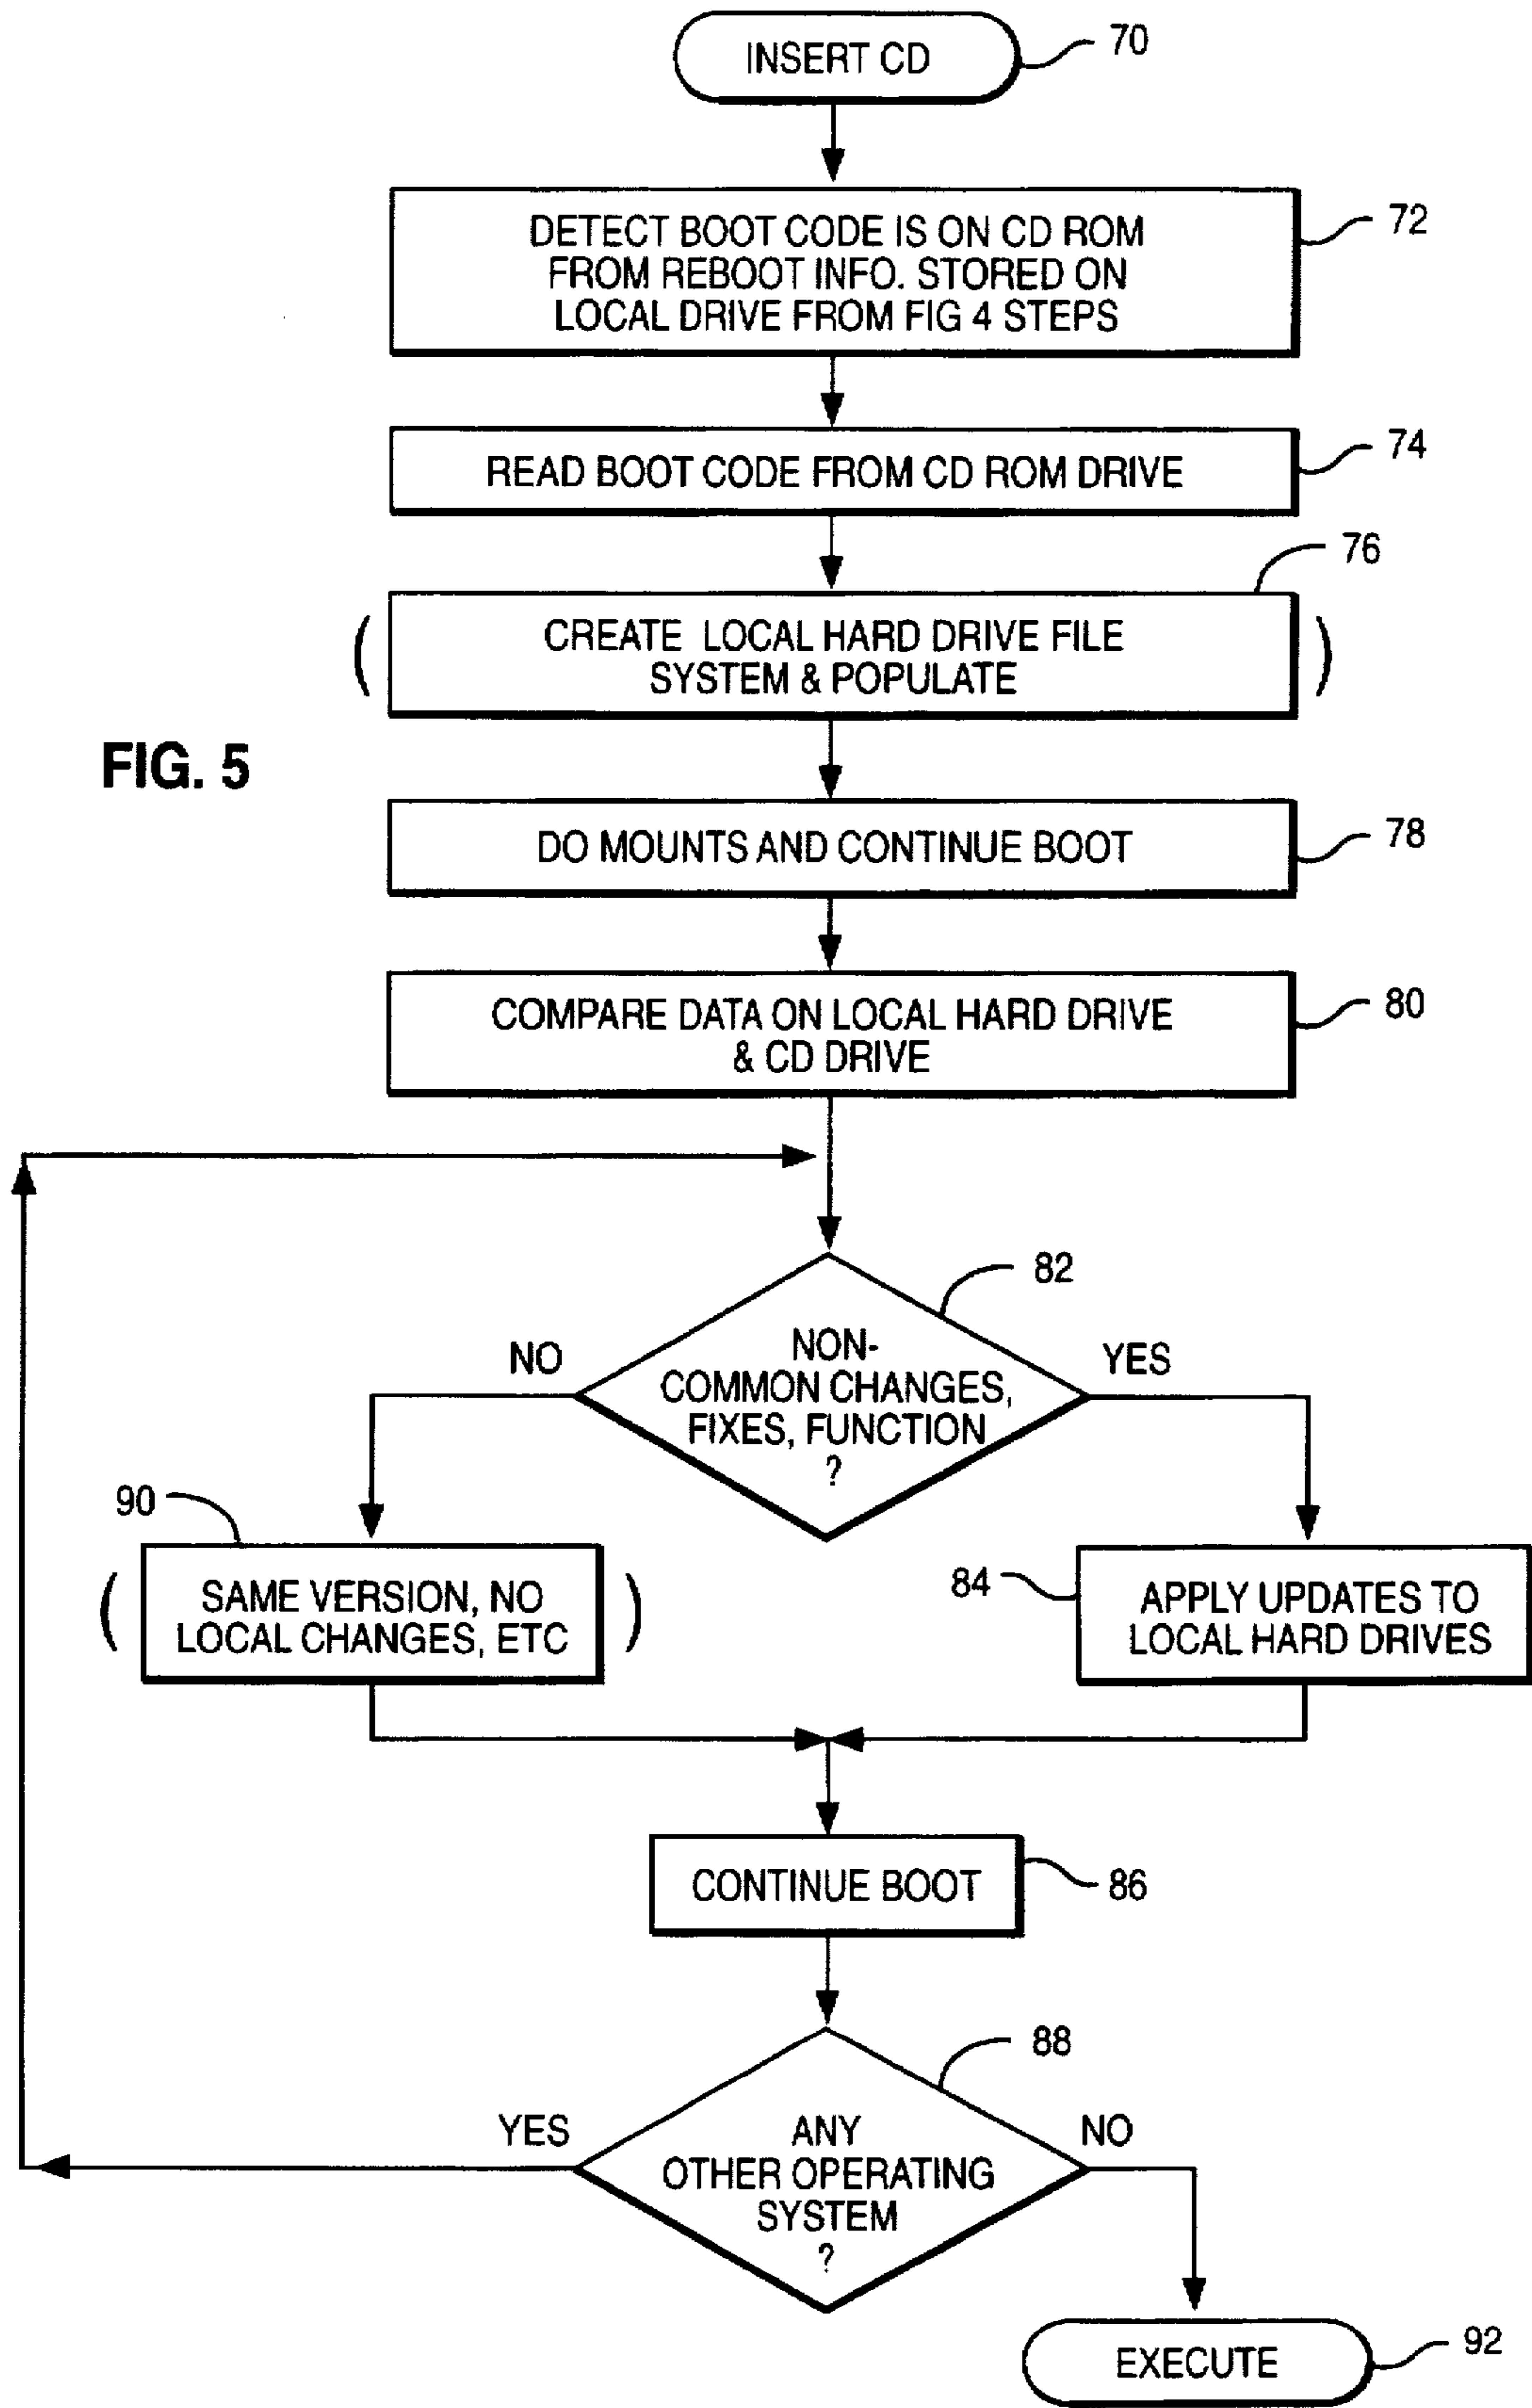 INSERT CD
70
DETECT BOOT CODE IS ON CD ROM
FROM REBOOT INFO. STORED ON
LOCAL DRIVE FROM FIG 4 STEPS
72
READ BOOT CODE FROM CD ROM DRIVE
74
76
( CREATE LOCAL HARD DRIVE FILE
SYSTEM & POPULATE )
FIG. 5
DO MOUNTS AND CONTINUE BOOT
78
COMPARE DATA ON LOCAL HARD DRIVE
& CD DRIVE
80
82
NO
YES
NON-
COMMON CHANGES,
FIXES, FUNCTION
?
90
( SAME VERSION, NO
LOCAL CHANGES, ETC )
84
APPLY UPDATES TO
LOCAL HARD DRIVES
CONTINUE BOOT
86
88
YES
NO
ANY
OTHER OPERATING
SYSTEM
?
EXECUTE
92